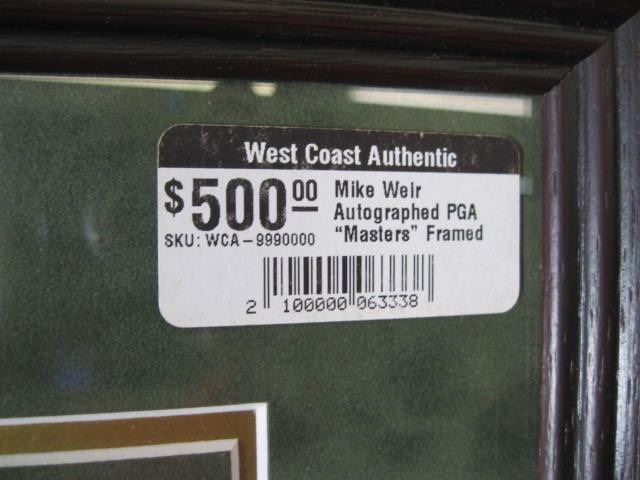 West Coast Authentic
$500 00
Mike Weir
Autographed PGA
"Masters" Framed
SKU: WCA-9990000
2 100000 063338